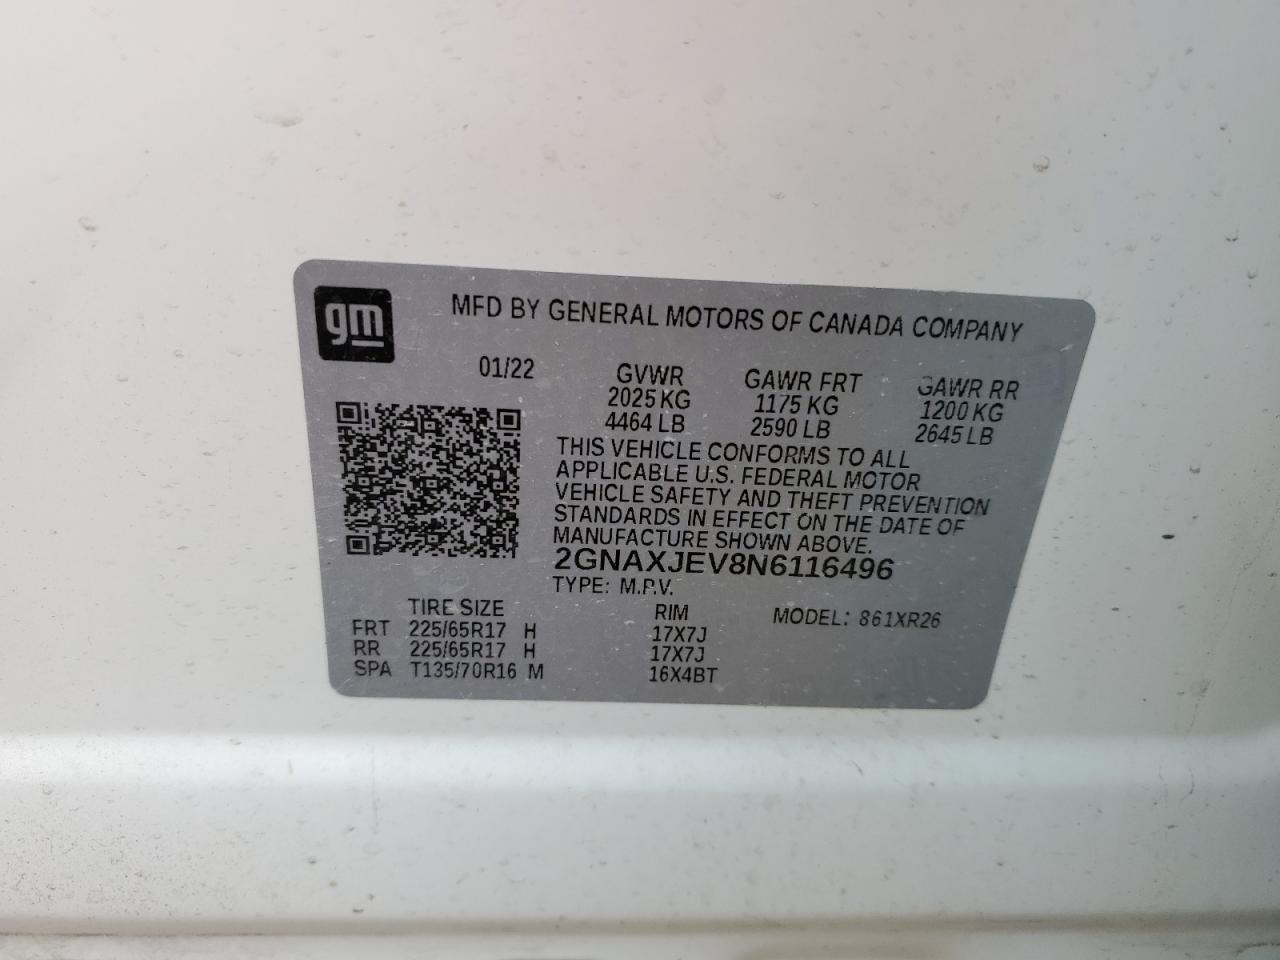 gm
MFD BY GENERAL MOTORS OF CANADA COMPANY
01/22 GVWR GAWR FRT GAWR RR
2025 KG 1175 KG 1200 KG
4464 LB 2590 LB 2645 LB
THIS VEHICLE CONFORMS TO ALL
APPLICABLE U.S. FEDERAL MOTOR
VEHICLE SAFETY AND THEFT PREVENTION
STANDARDS IN EFFECT ON THE DATE OF
MANUFACTURE SHOWN ABOVE.
2GNAXJEV8N6116496
TYPE: M.P.V.
TIRE SIZE RIM MODEL: 861XR26
FRT 225/65R17 H 17X7J
RR 225/65R17 H 17X7J
SPA T135/70R16 M 16X4BT